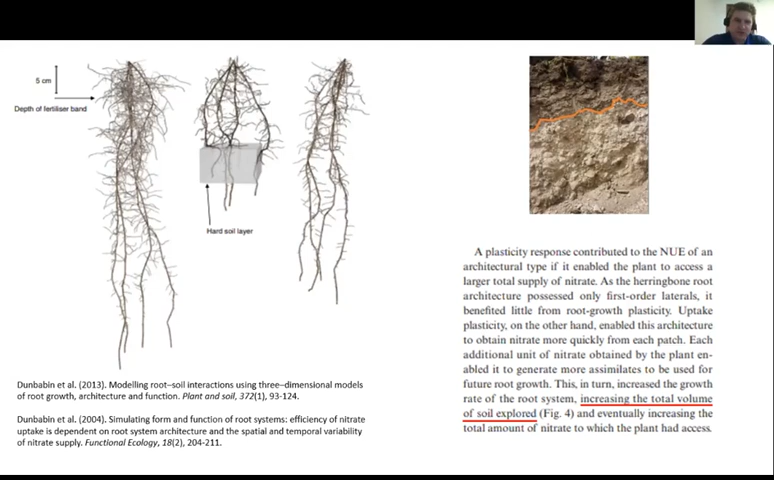 5 cm
Depth of fertiliser band
Hard soil layer
Dunbabin et al. (2013). Modelling root–soil interactions using three–dimensional models
of root growth, architecture and function. Plant and soil, 372(1), 93-124.
Dunbabin et al. (2004). Simulating form and function of root systems: efficiency of nitrate
uptake is dependent on root system architecture and the spatial and temporal variability
of nitrate supply. Functional Ecology, 18(2), 204-211.
A plasticity response contributed to the NUE of an
architectural type if it enabled the plant to access a
larger total supply of nitrate. As the herringbone root
architecture possessed only first-order laterals, it
benefited little from root-growth plasticity. Uptake
plasticity, on the other hand, enabled this architecture
to obtain nitrate more quickly from each patch. Each
additional unit of nitrate obtained by the plant en-
abled it to generate more assimilates to be used for
future root growth. This, in turn, increased the growth
rate of the root system, increasing the total volume
of soil explored (Fig. 4) and eventually increasing the
total amount of nitrate to which the plant had access.